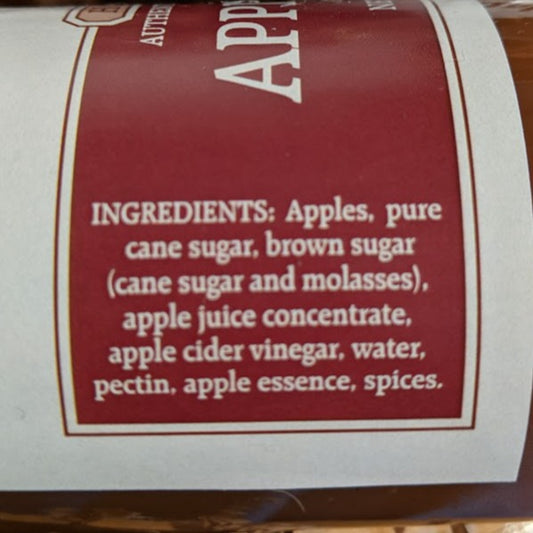 INGREDIENTS: Apples, pure
cane sugar, brown sugar
(cane sugar and molasses),
apple juice concentrate,
apple cider vinegar, water,
pectin, apple essence, spices.